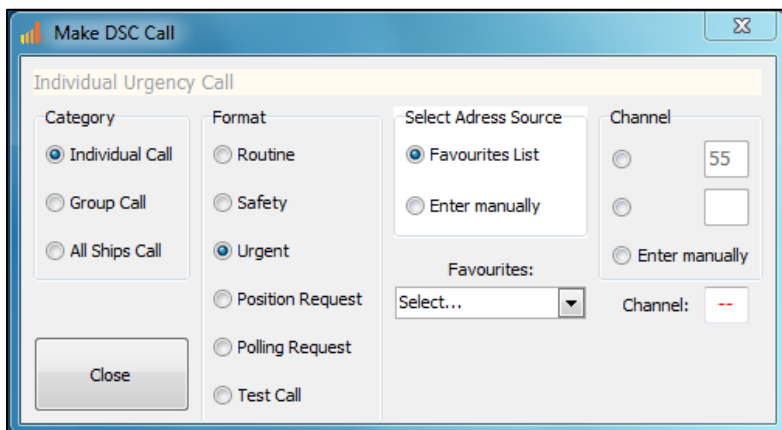 Make DSC Call
Individual Urgency Call
Category
Individual Call
Group Call
All Ships Call
Close
Format
Routine
Safety
Urgent
Position Request
Polling Request
Test Call
Select Adress Source
Favourites List
Enter manually
Favourites:
Select...
Channel
55
Enter manually
Channel: --